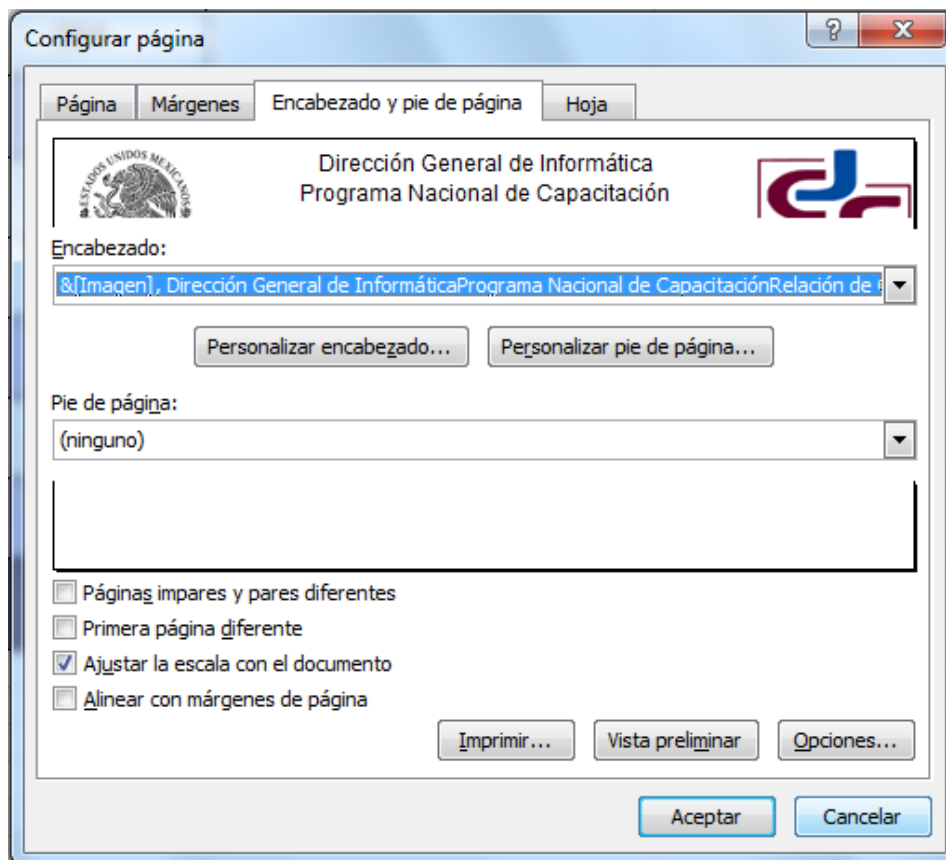 Configurar página
Página Márgenes Encabezado y pie de página Hoja
ESTADOS UNIDOS MEXICANOS
Dirección General de Informática
Programa Nacional de Capacitación
Encabezado:
&[Imagen], Dirección General de InformáticaPrograma Nacional de CapacitaciónRelación de
Personalizar encabezado... Personalizar pie de página...
Pie de página:
(ninguno)
Páginas impares y pares diferentes
Primera página diferente
Ajustar la escala con el documento
Alinear con márgenes de página
Imprimir... Vista preliminar Opciones...
Aceptar Cancelar